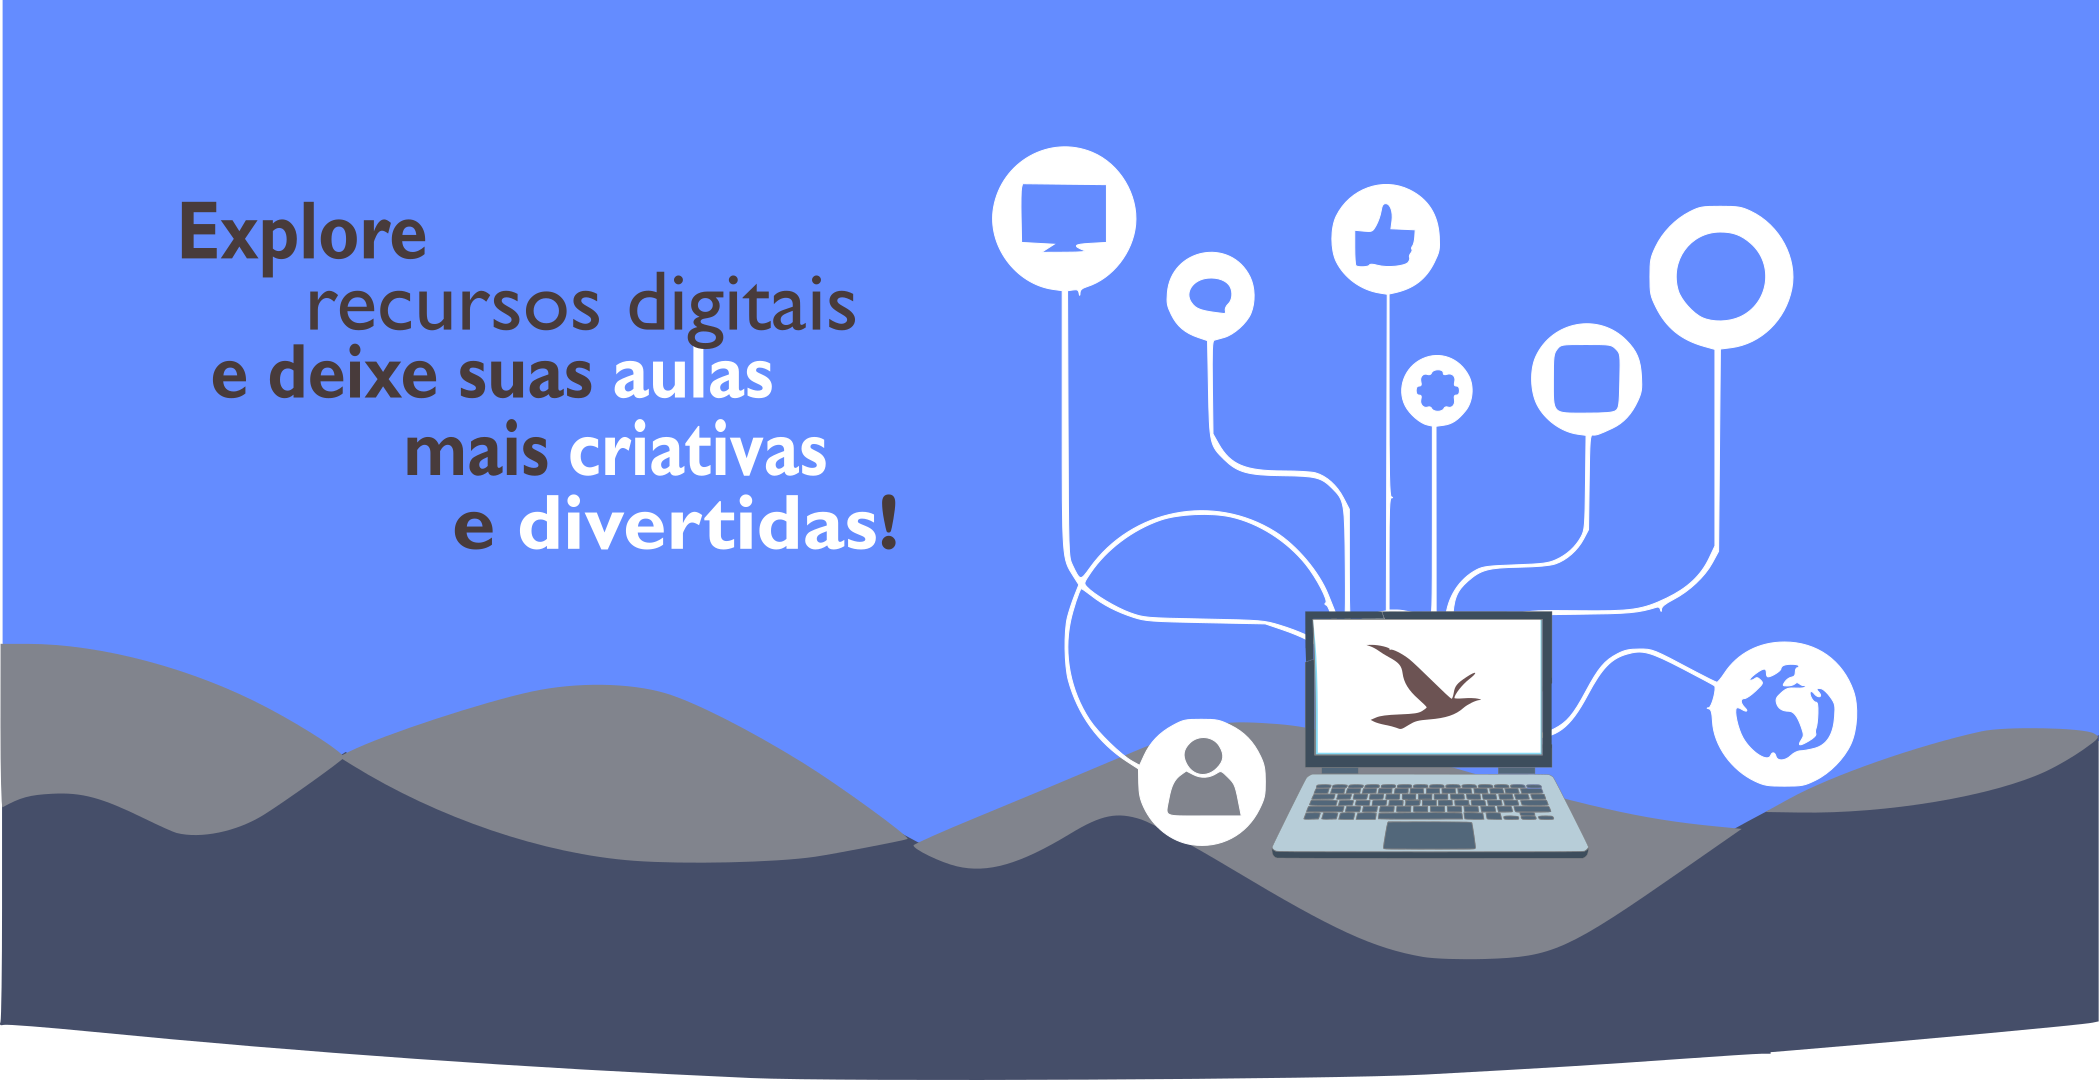 Explore
recursos digitais
e deixe suas aulas
mais criativas
e divertidas!